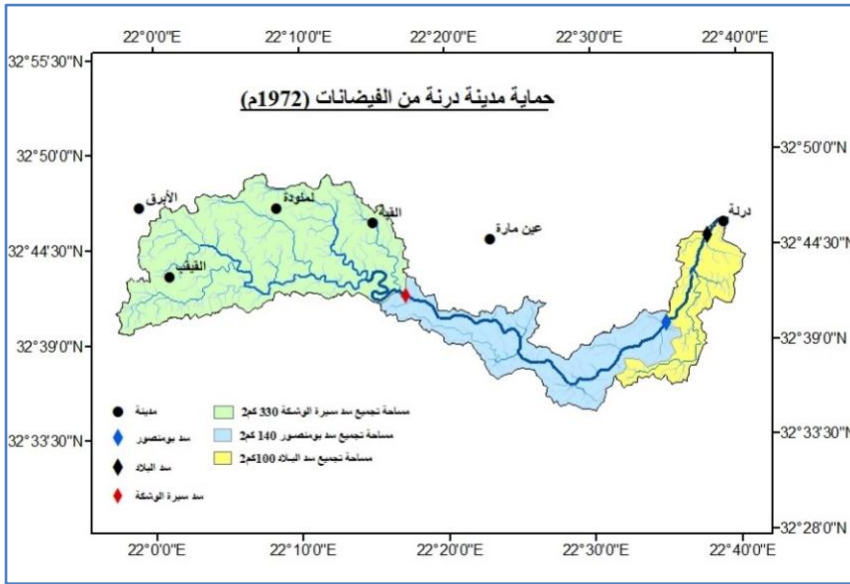 22°0'0"E 22°10'0"E 22°20'0"E 22°30'0"E 22°40'0"E
32°55'30"N
حماية مدينة درنة من الفيضانات (1972م)
32°50'0"N 32°50'0"N
الأبرق لملودة القبة عين مارة درنة
32°44'30"N 32°44'30"N
القيقب
32°39'0"N 32°39'0"N
مدينة
مساحة تجميع سد سيرة الوشكة 330 كم2
سد بومنصور
مساحة تجميع سد بومنصور 140 كم2
32°33'30"N 32°33'30"N
سد البلاد
مساحة تجميع سد البلاد 100كم2
سد سيرة الوشكة
32°28'0"N
22°0'0"E 22°10'0"E 22°20'0"E 22°30'0"E 22°40'0"E